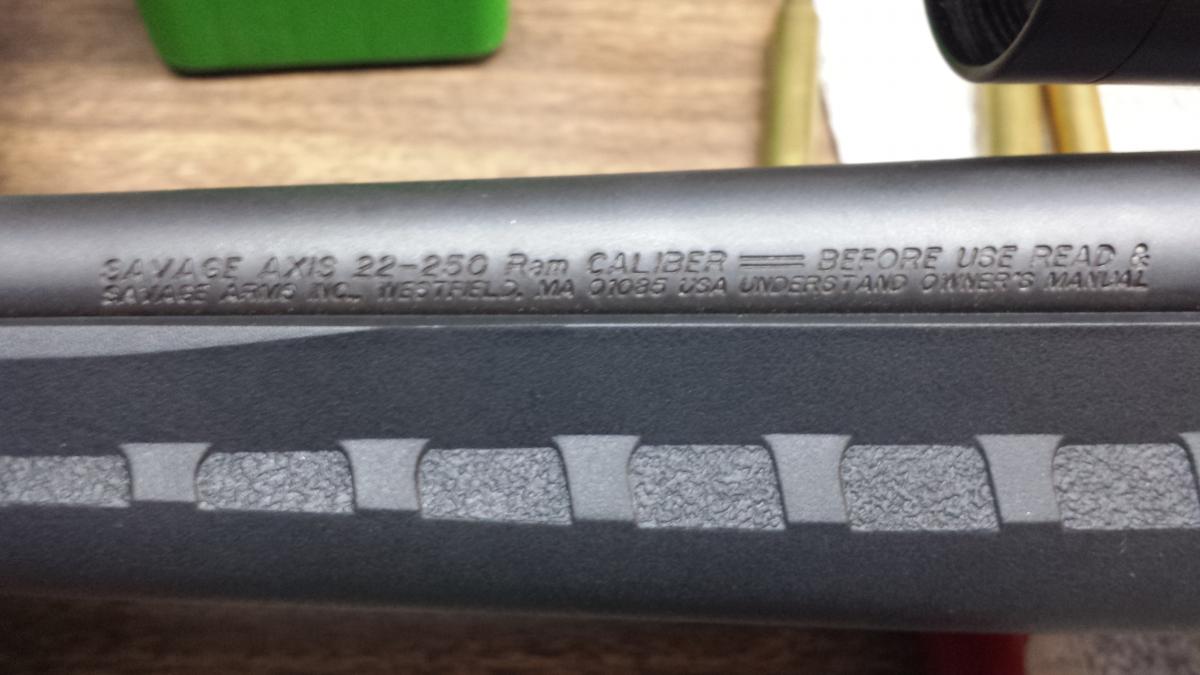 SAVAGE AXIS 22-250 Rem CALIBER ═══ BEFORE USE READ &
SAVAGE ARMS INC. WESTFIELD, MA 01085 USA UNDERSTAND OWNER'S MANUAL